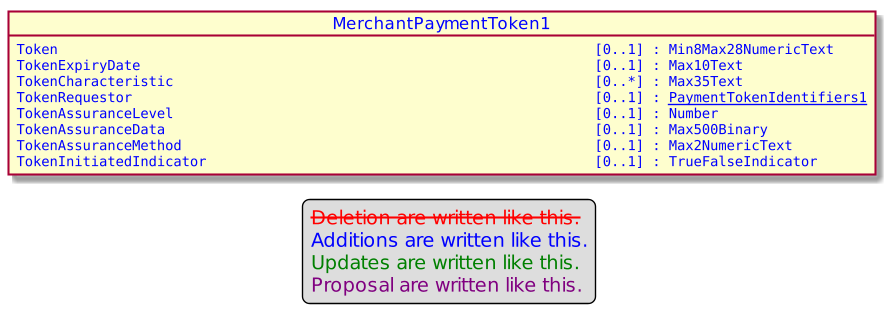 MerchantPaymentToken1
Token [0..1] : Min8Max28NumericText
TokenExpiryDate [0..1] : Max10Text
TokenCharacteristic [0..*] : Max35Text
TokenRequestor [0..1] : PaymentTokenIdentifiers1
TokenAssuranceLevel [0..1] : Number
TokenAssuranceData [0..1] : Max500Binary
TokenAssuranceMethod [0..1] : Max2NumericText
TokenInitiatedIndicator [0..1] : TrueFalseIndicator
Deletion are written like this.
Additions are written like this.
Updates are written like this.
Proposal are written like this.